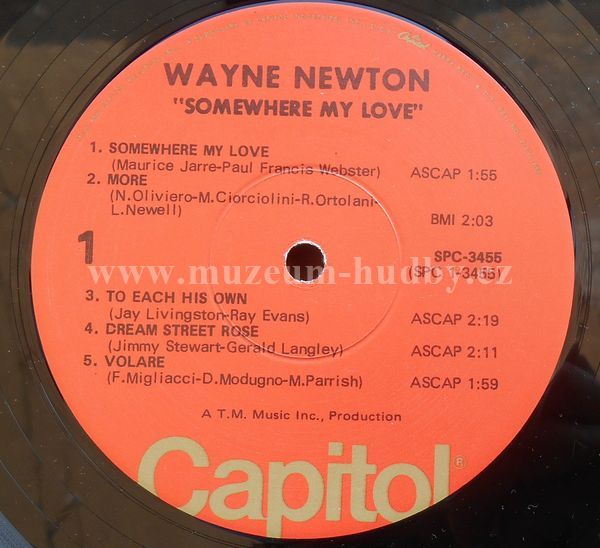 Capitol
WAYNE NEWTON
"SOMEWHERE MY LOVE"
1. SOMEWHERE MY LOVE
(Maurice Jarre-Paul Francis Webster) ASCAP 1:55
2. MORE
(N.Oliviero-M.Ciorciolini-R.Ortolani-
L.Newell) BMI 2:03
1
SPC-3455
(SPC 1-3455)
www.muzeum-hudby.cz
3. TO EACH HIS OWN
(Jay Livingston-Ray Evans) ASCAP 2:19
4. DREAM STREET ROSE
(Jimmy Stewart-Gerald Langley) ASCAP 2:11
5. VOLARE
(F.Migliacci-D.Modugno-M.Parrish) ASCAP 1:59
A T.M. Music Inc., Production
Capitol®